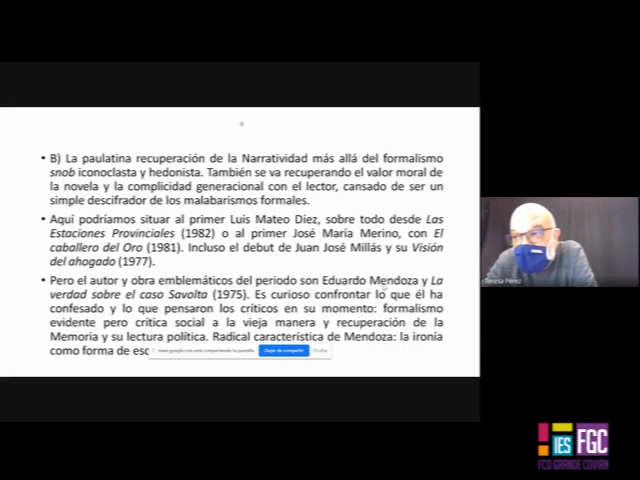 • B) La paulatina recuperación de la Narratividad más allá del formalismo
snob iconoclasta y hedonista. También se va recuperando el valor moral de
la novela y la complicidad generacional con el lector, cansado de ser un
simple descifrador de los malabarismos formales.
• Aquí podríamos situar al primer Luis Mateo Díez, sobre todo desde Las
Estaciones Provinciales (1982) o al primer José María Merino, con El
caballero del Oro (1981). Incluso el debut de Juan José Millás y su Visión
del ahogado (1977).
• Pero el autor y obra emblemáticos del periodo son Eduardo Mendoza y La
verdad sobre el caso Savolta (1975). Es curioso confrontar lo que él ha
confesado y lo que pensaron los críticos en su momento: formalismo
evidente pero crítica social a la vieja manera y recuperación de la
Memoria y su lectura política. Radical característica de Mendoza: la ironía
como forma de esc
meet.google.com está compartiendo tu pantalla. Dejar de compartir Ocultar
Teresa Pérez
IES FGC
FCO GRANDE COVIÁN